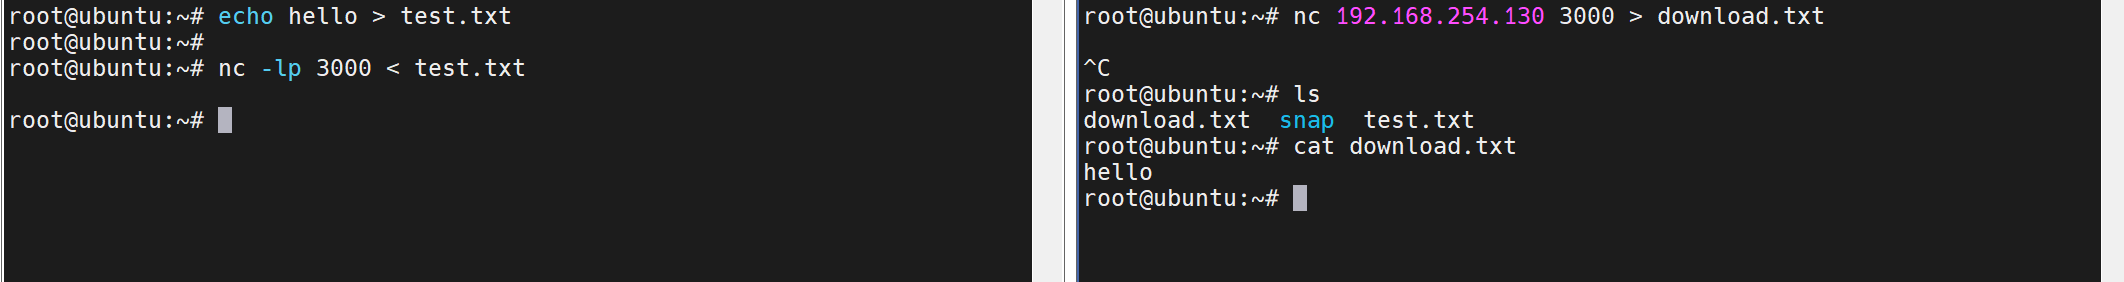 root@ubuntu:~# echo hello > test.txt
root@ubuntu:~#
root@ubuntu:~# nc -lp 3000 < test.txt
root@ubuntu:~#
root@ubuntu:~# nc 192.168.254.130 3000 > download.txt
^C
root@ubuntu:~# ls
download.txt  snap  test.txt
root@ubuntu:~# cat download.txt
hello
root@ubuntu:~#